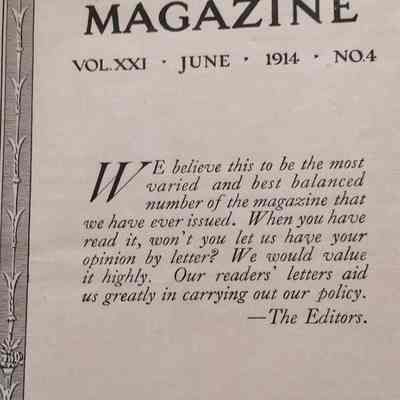 MAGAZINE
VOL. XXI · JUNE · 1914 · NO. 4
WE believe this to be the most
varied and best balanced
number of the magazine that
we have ever issued. When you have
read it, won't you let us have your
opinion by letter? We would value
it highly. Our readers' letters aid
us greatly in carrying out our policy.
—The Editors.